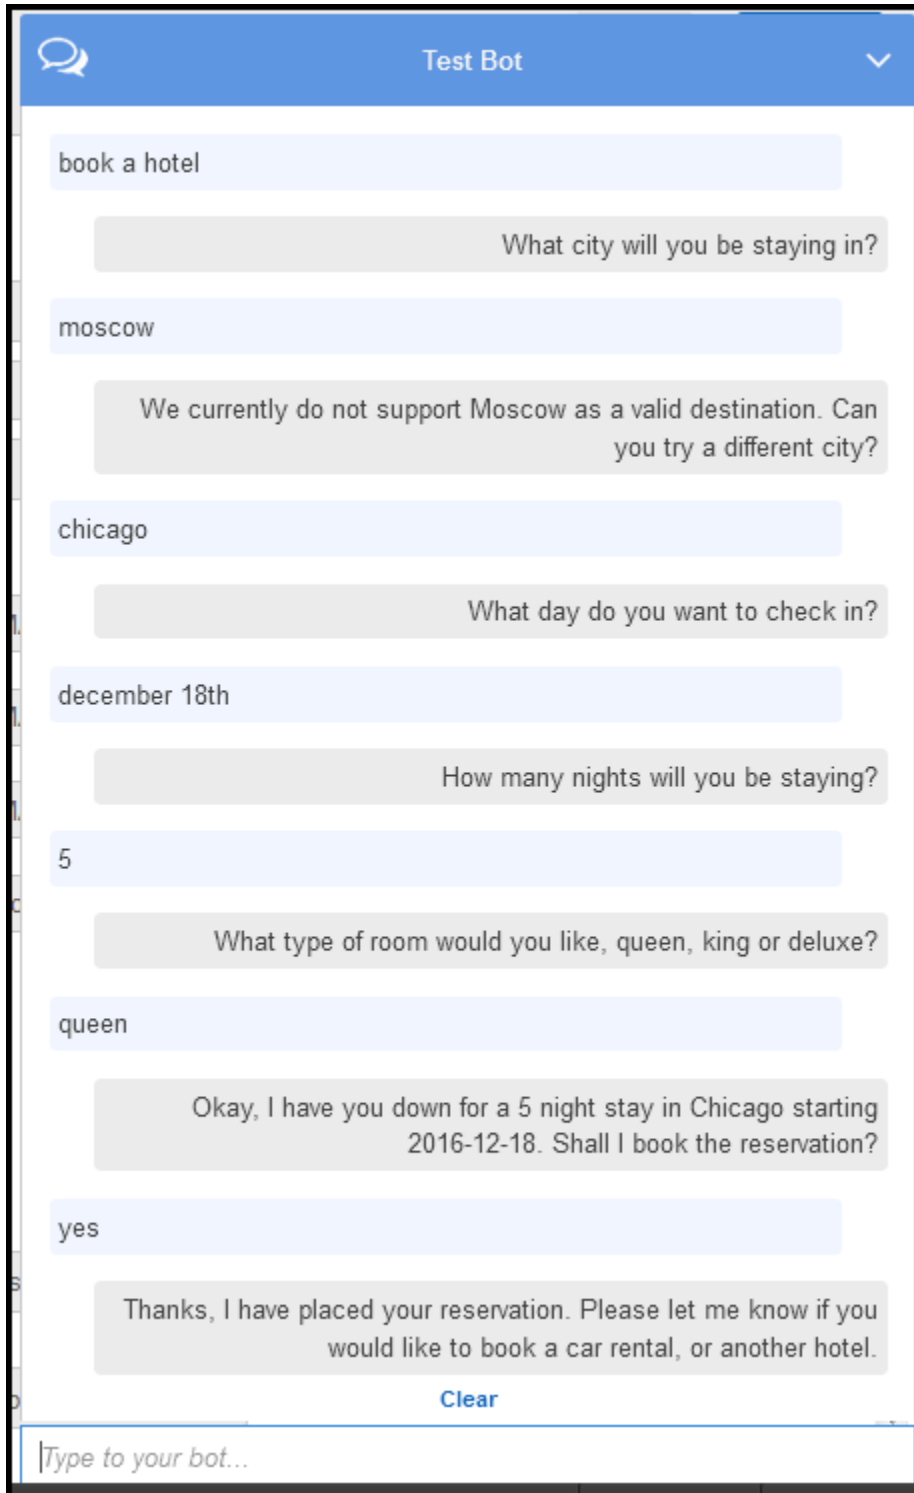 Test Bot
book a hotel
What city will you be staying in?
moscow
We currently do not support Moscow as a valid destination. Can
you try a different city?
chicago
What day do you want to check in?
december 18th
How many nights will you be staying?
5
What type of room would you like, queen, king or deluxe?
queen
Okay, I have you down for a 5 night stay in Chicago starting
2016-12-18. Shall I book the reservation?
yes
Thanks, I have placed your reservation. Please let me know if you
would like to book a car rental, or another hotel.
Clear
Type to your bot...